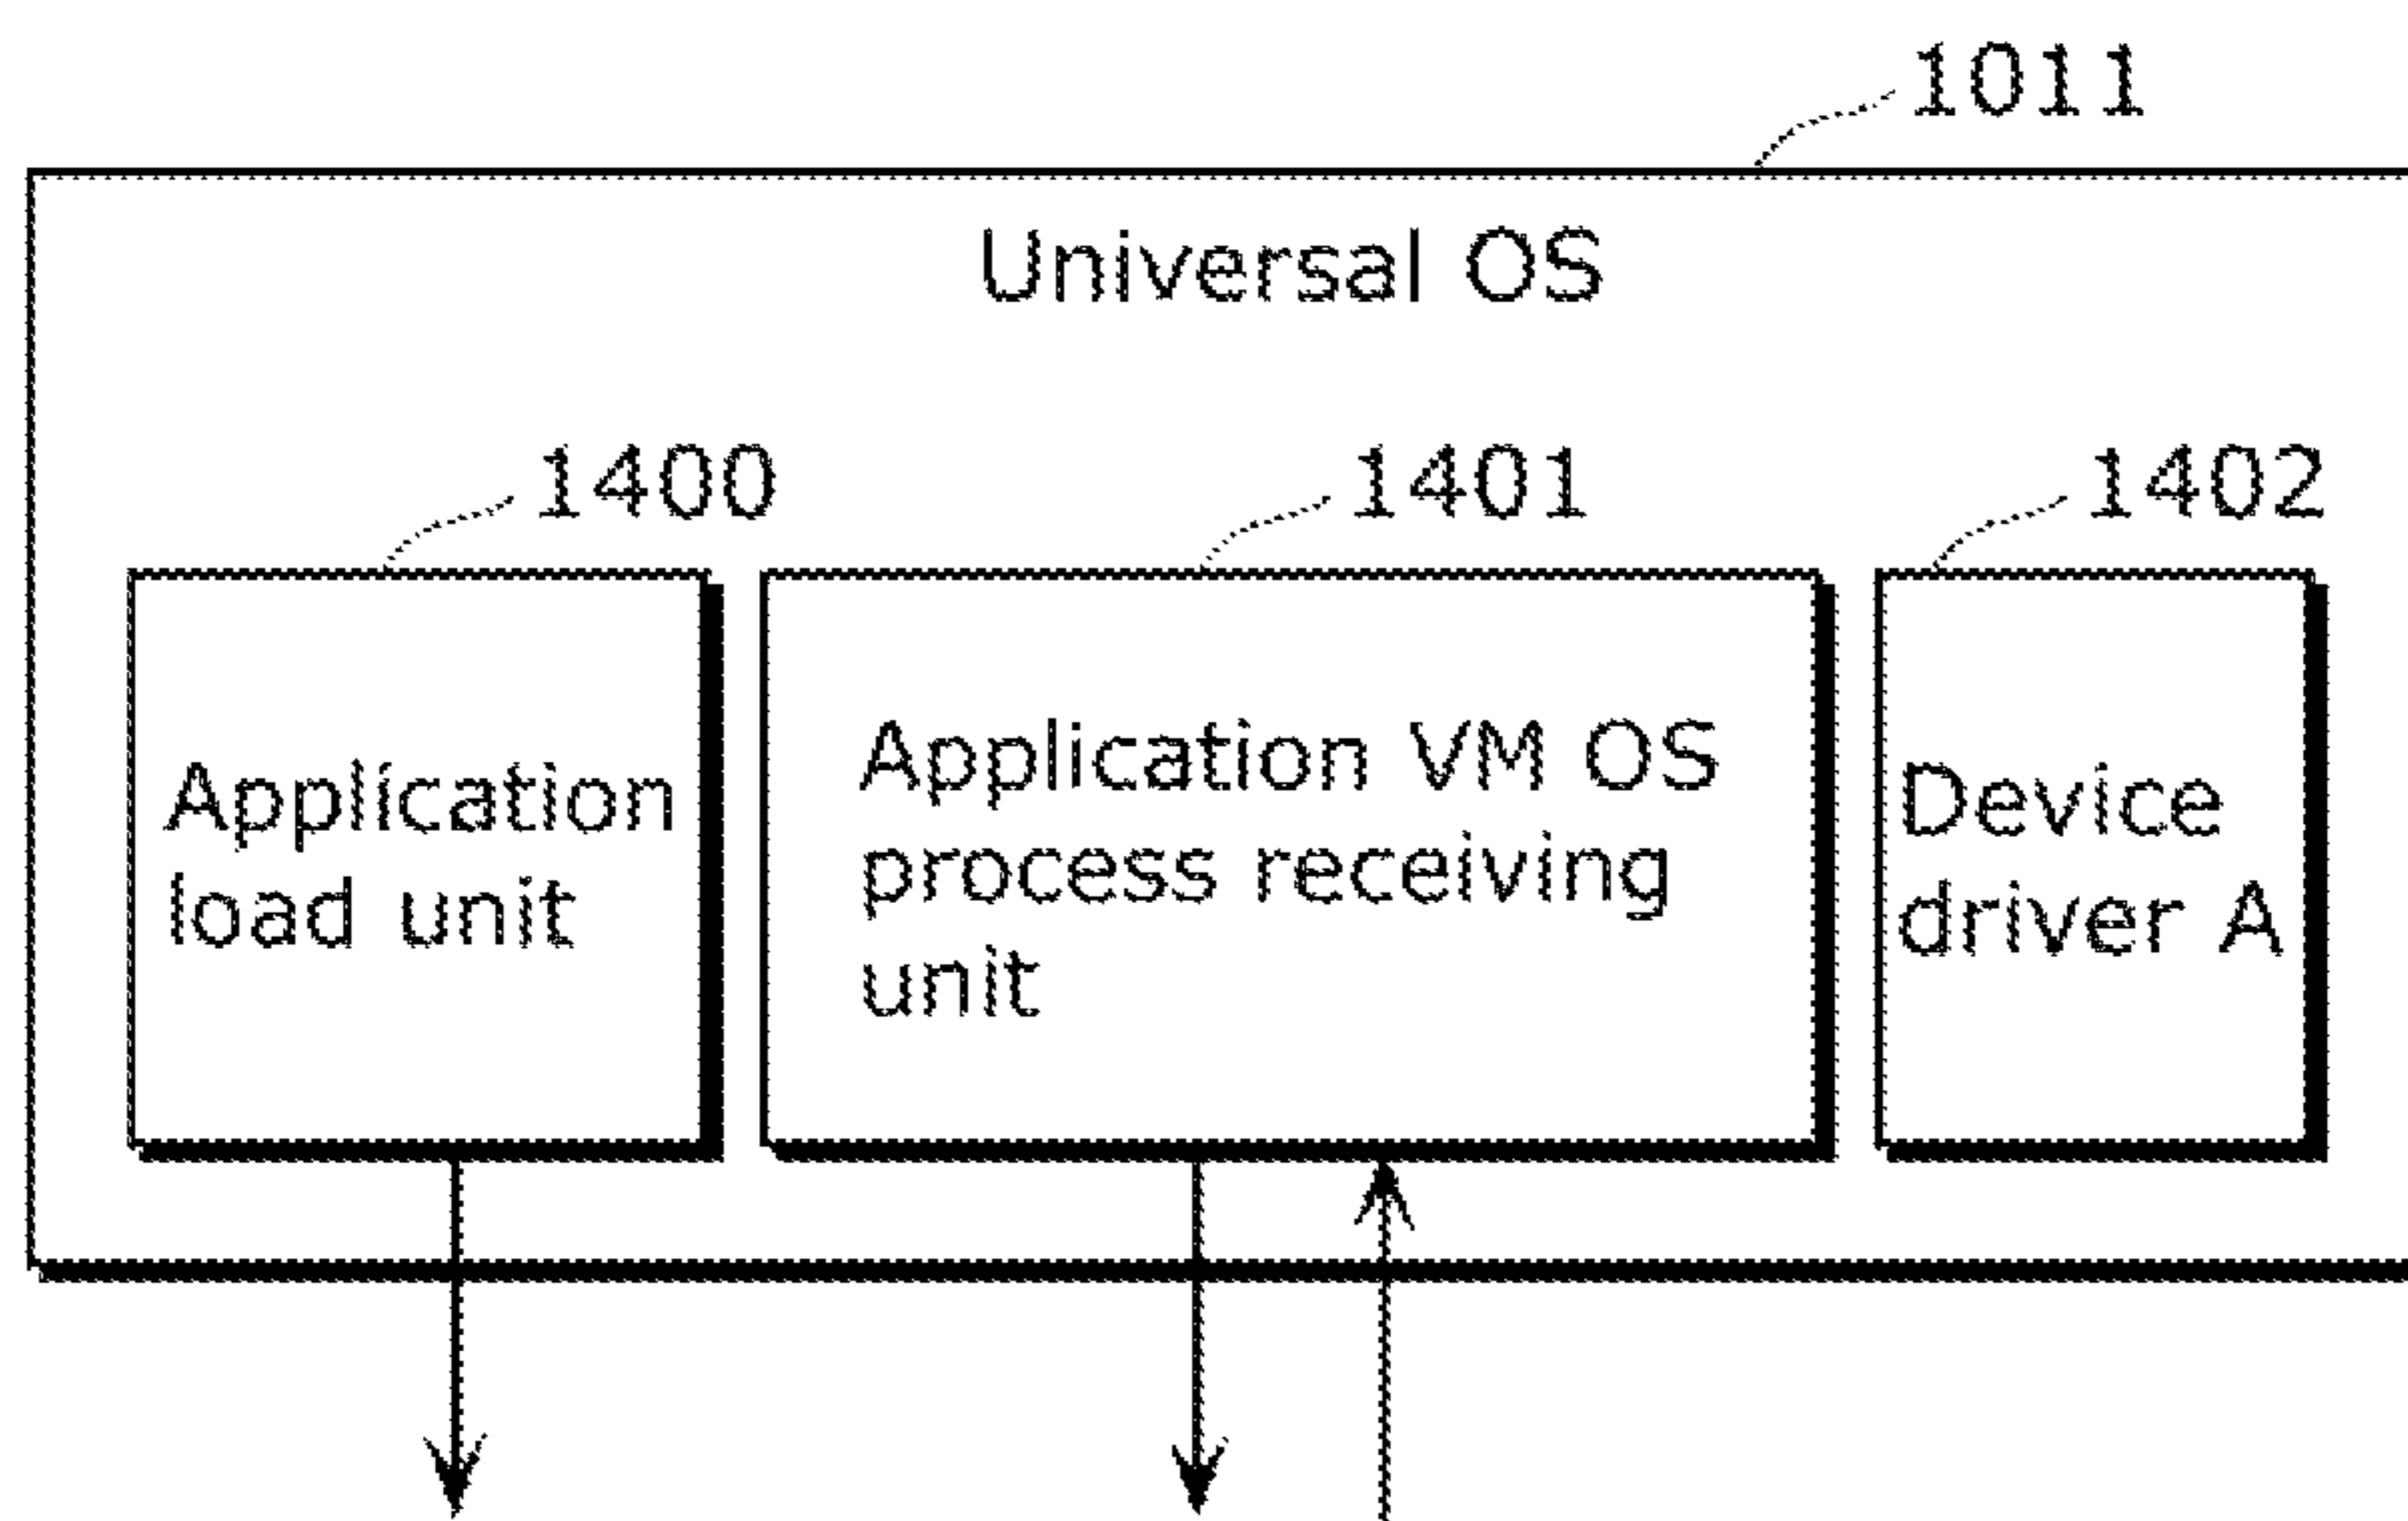 1011
Universal OS
1400
1401
1402
Application
load unit
Application VM OS
process receiving
unit
Device
driver A